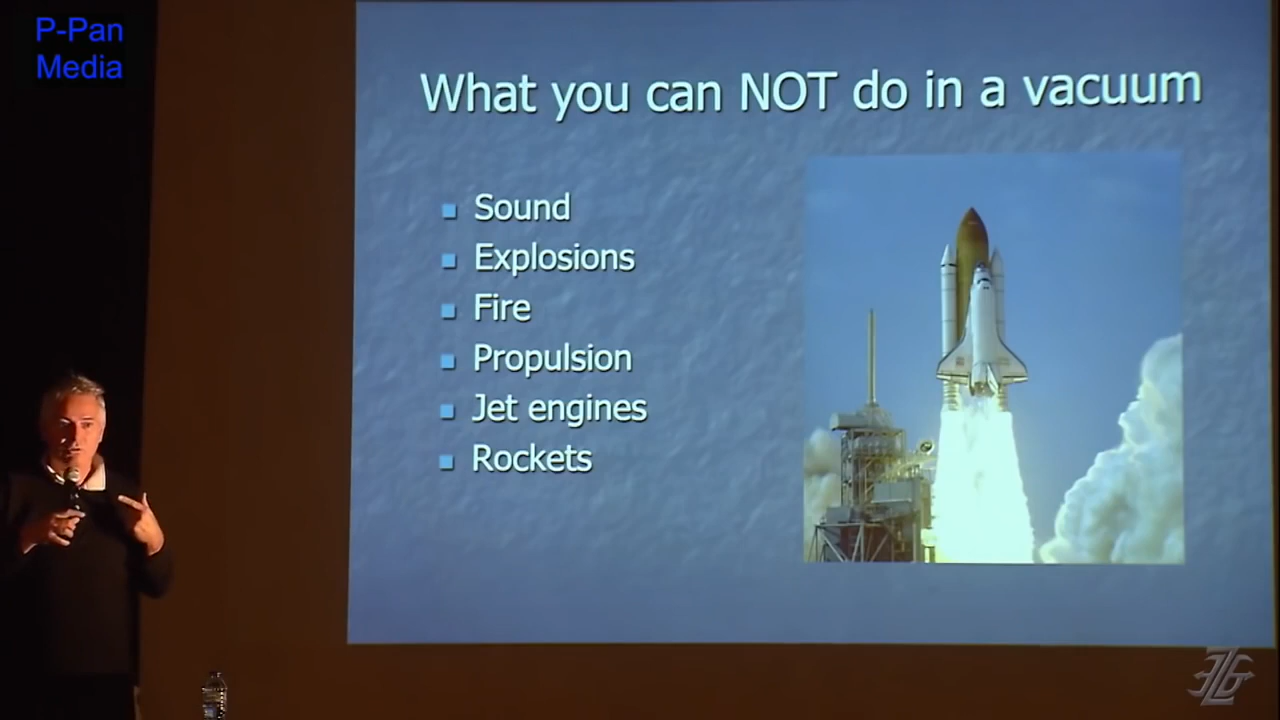 P-Pan
Media
What you can NOT do in a vacuum
Sound
Explosions
Fire
Propulsion
Jet engines
Rockets